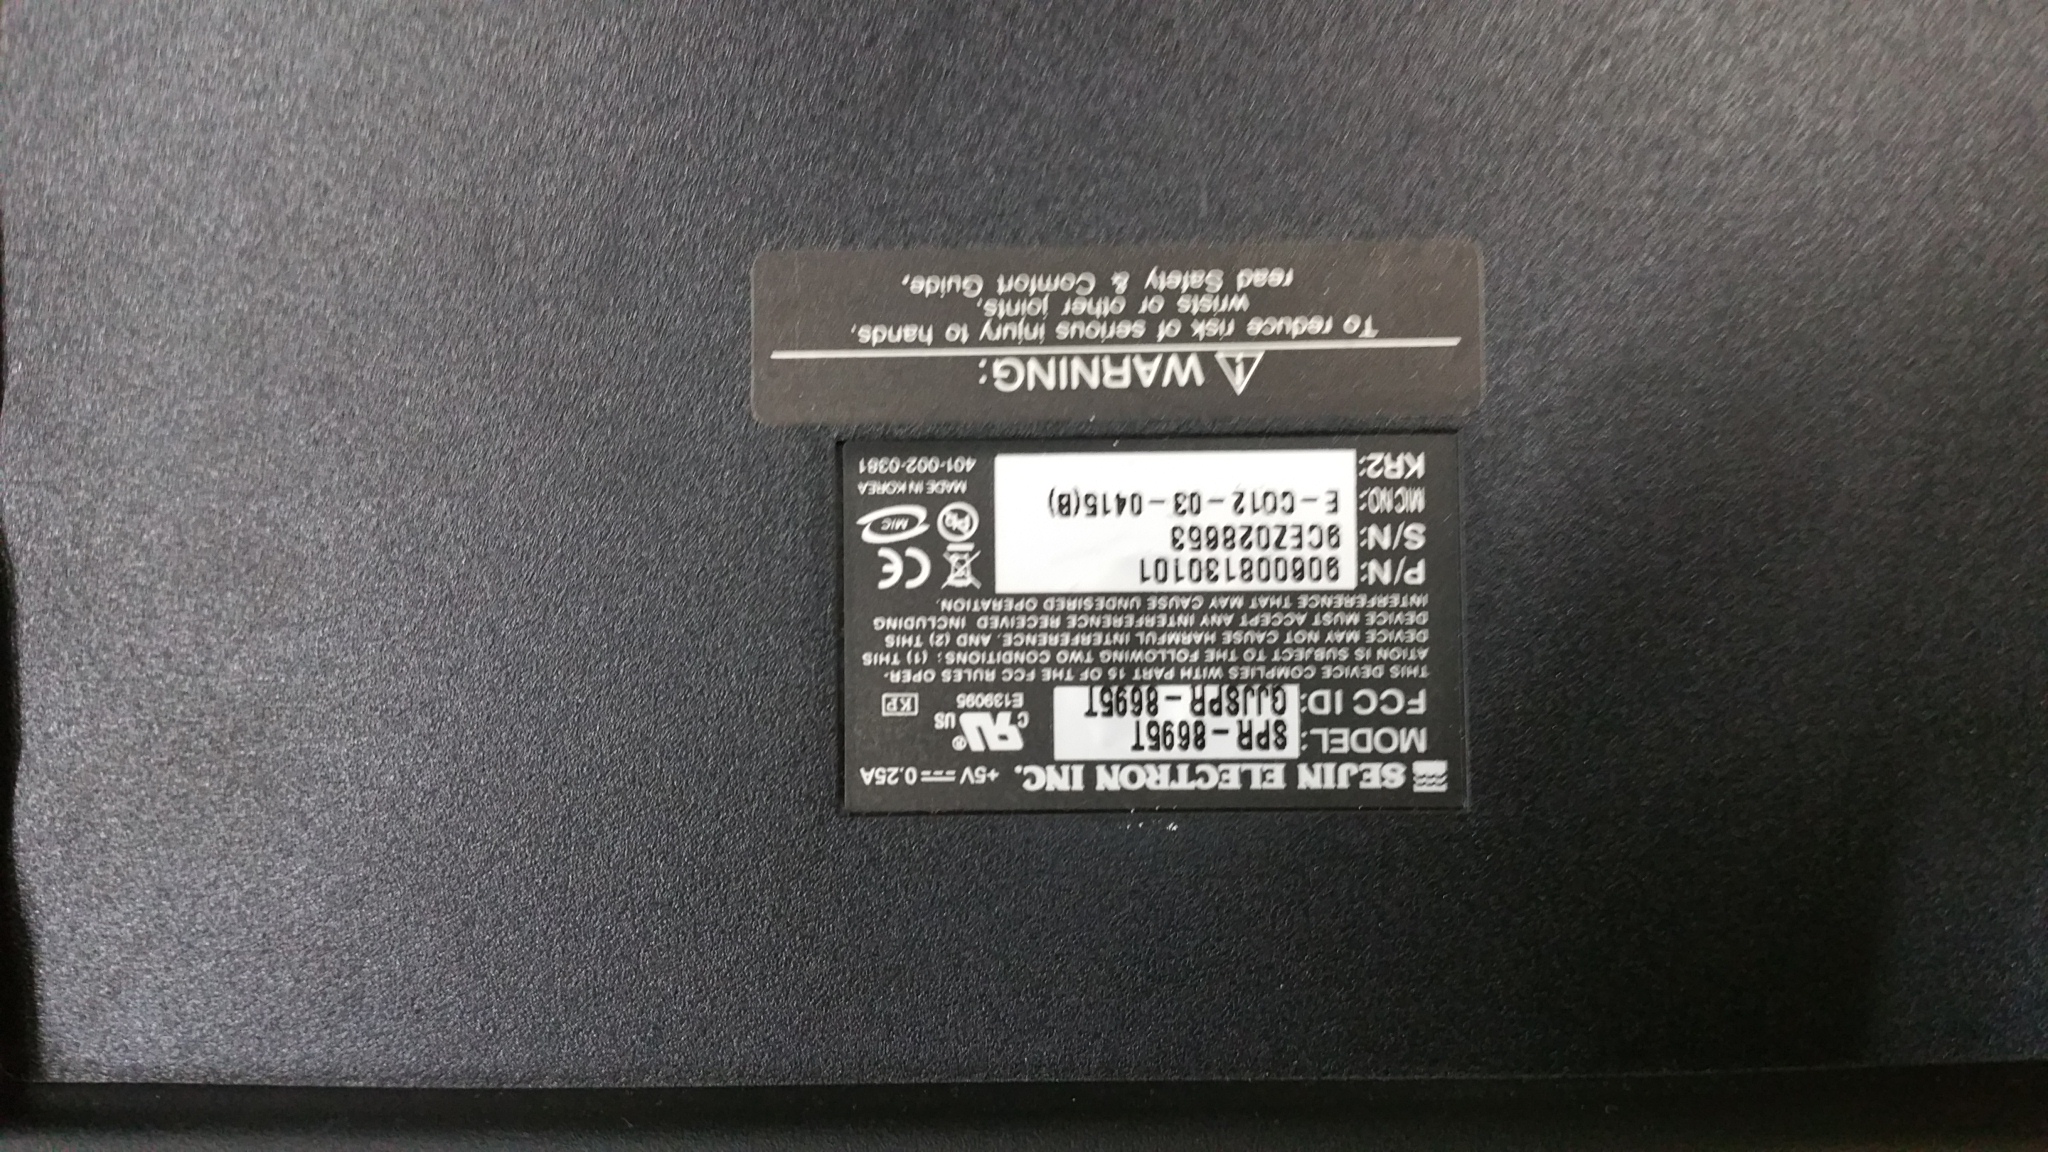 SEJIN ELECTRON INC. +5V 0.25A
MODEL: SPR-8695T
FCC ID: GJJSPR-8695T
c UL US ®
E139095
KP
THIS DEVICE COMPLIES WITH PART 15 OF THE FCC RULES OPER-
ATION IS SUBJECT TO THE FOLLOWING TWO CONDITIONS: (1) THIS
DEVICE MAY NOT CAUSE HARMFUL INTERFERENCE, AND (2) THIS
DEVICE MUST ACCEPT ANY INTERFERENCE RECEIVED INCLUDING
INTERFERENCE THAT MAY CAUSE UNDESIRED OPERATION.
P/N: 906008130101
S/N: 9CEZ028653
MIC NO: E-C012-03-0415(B)
KR2:
CE
Pb
MIC
MADE IN KOREA
401-002-0381
WARNING:
To reduce risk of serious injury to hands,
wrists or other joints,
read Safety & Comfort Guide.